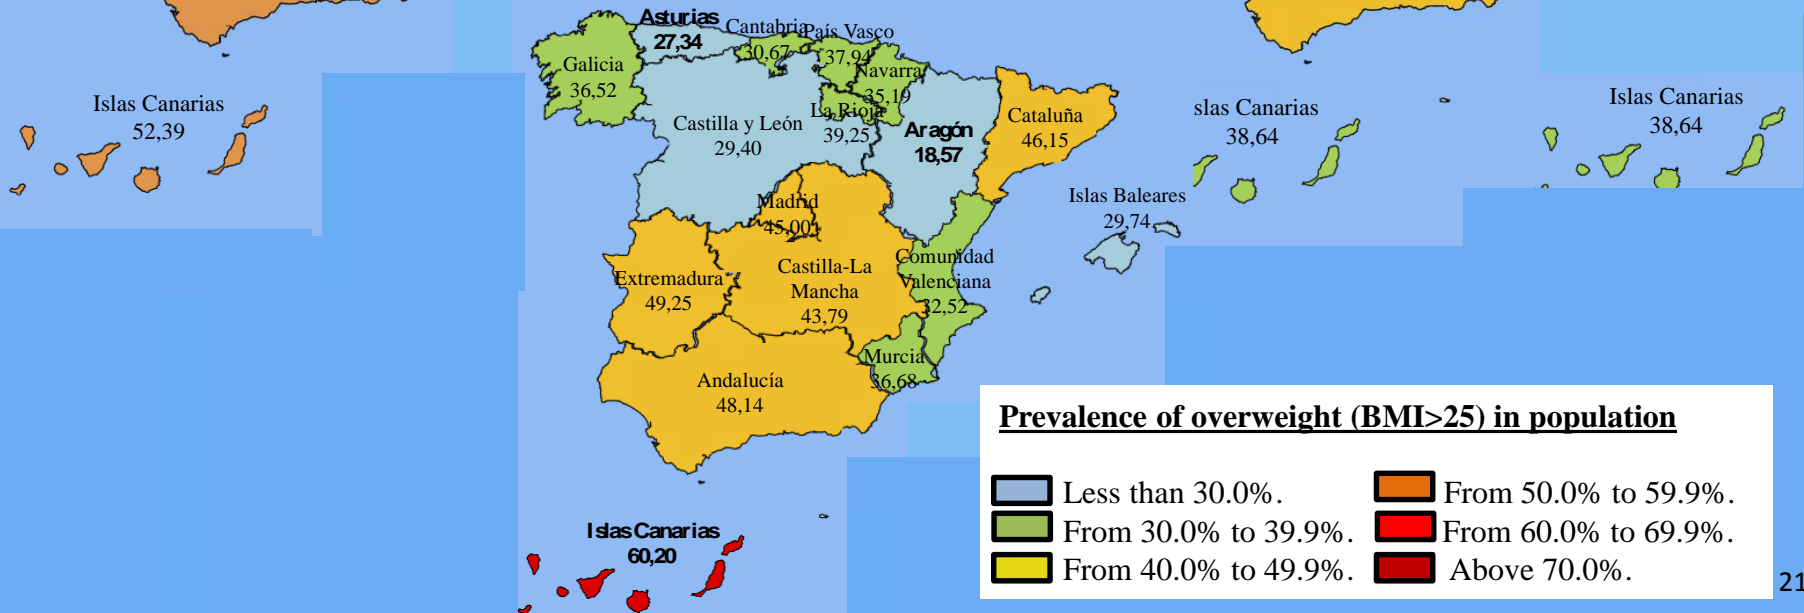 Asturias
27,34
Cantabria
30,67
País Vasco
37,94
Galicia
36,52
Navarra
35,19
Islas Canarias
52,39
Castilla y León
29,40
La Rioja
39,25
Aragón
18,57
Cataluña
46,15
slas Canarias
38,64
Islas Canarias
38,64
Madrid
45,00
Islas Baleares
29,74
Extremadura
49,25
Castilla-La
Mancha
43,79
Comunidad
Valenciana
32,52
Murcia
36,68
Andalucía
48,14
Islas Canarias
60,20
Prevalence of overweight (BMI>25) in population
Less than 30.0%.
From 30.0% to 39.9%.
From 40.0% to 49.9%.
From 50.0% to 59.9%.
From 60.0% to 69.9%.
Above 70.0%.
21